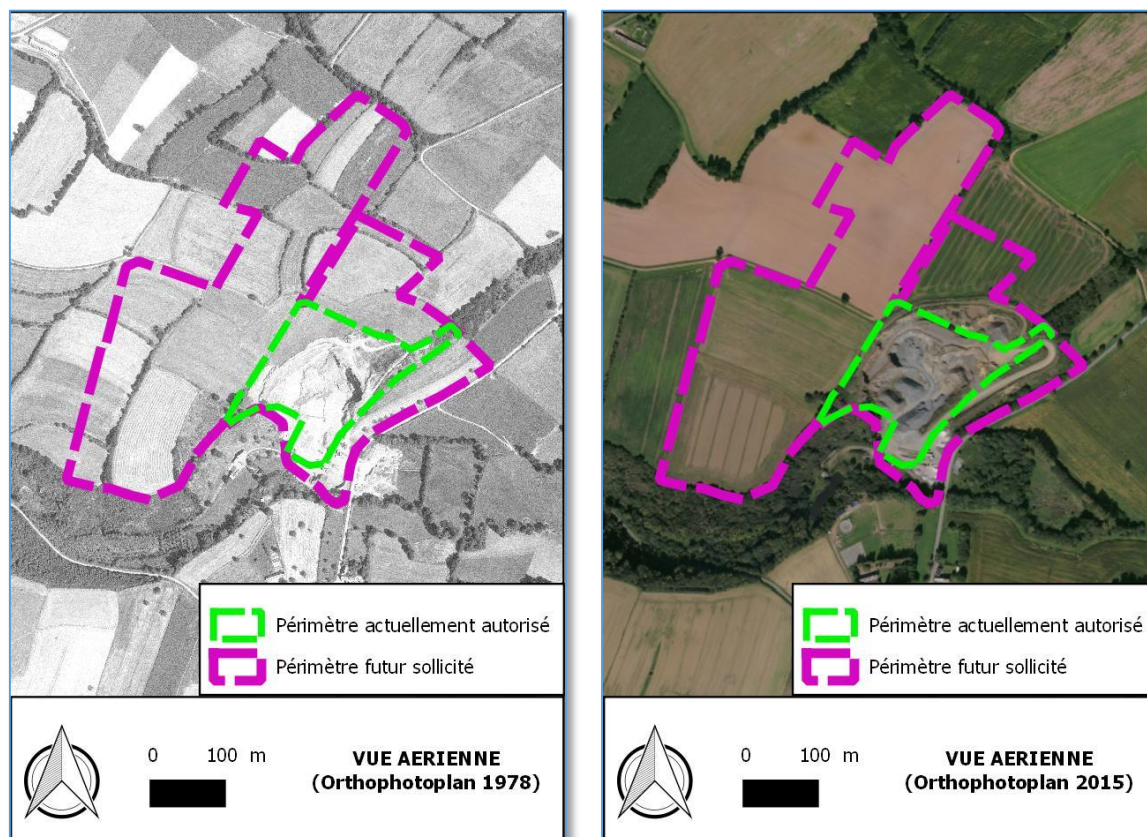 Périmètre actuellement autorisé
Périmètre futur sollicité
0 100 m
VUE AERIENNE
(Orthophotoplan 1978)
Périmètre actuellement autorisé
Périmètre futur sollicité
0 100 m
VUE AERIENNE
(Orthophotoplan 2015)